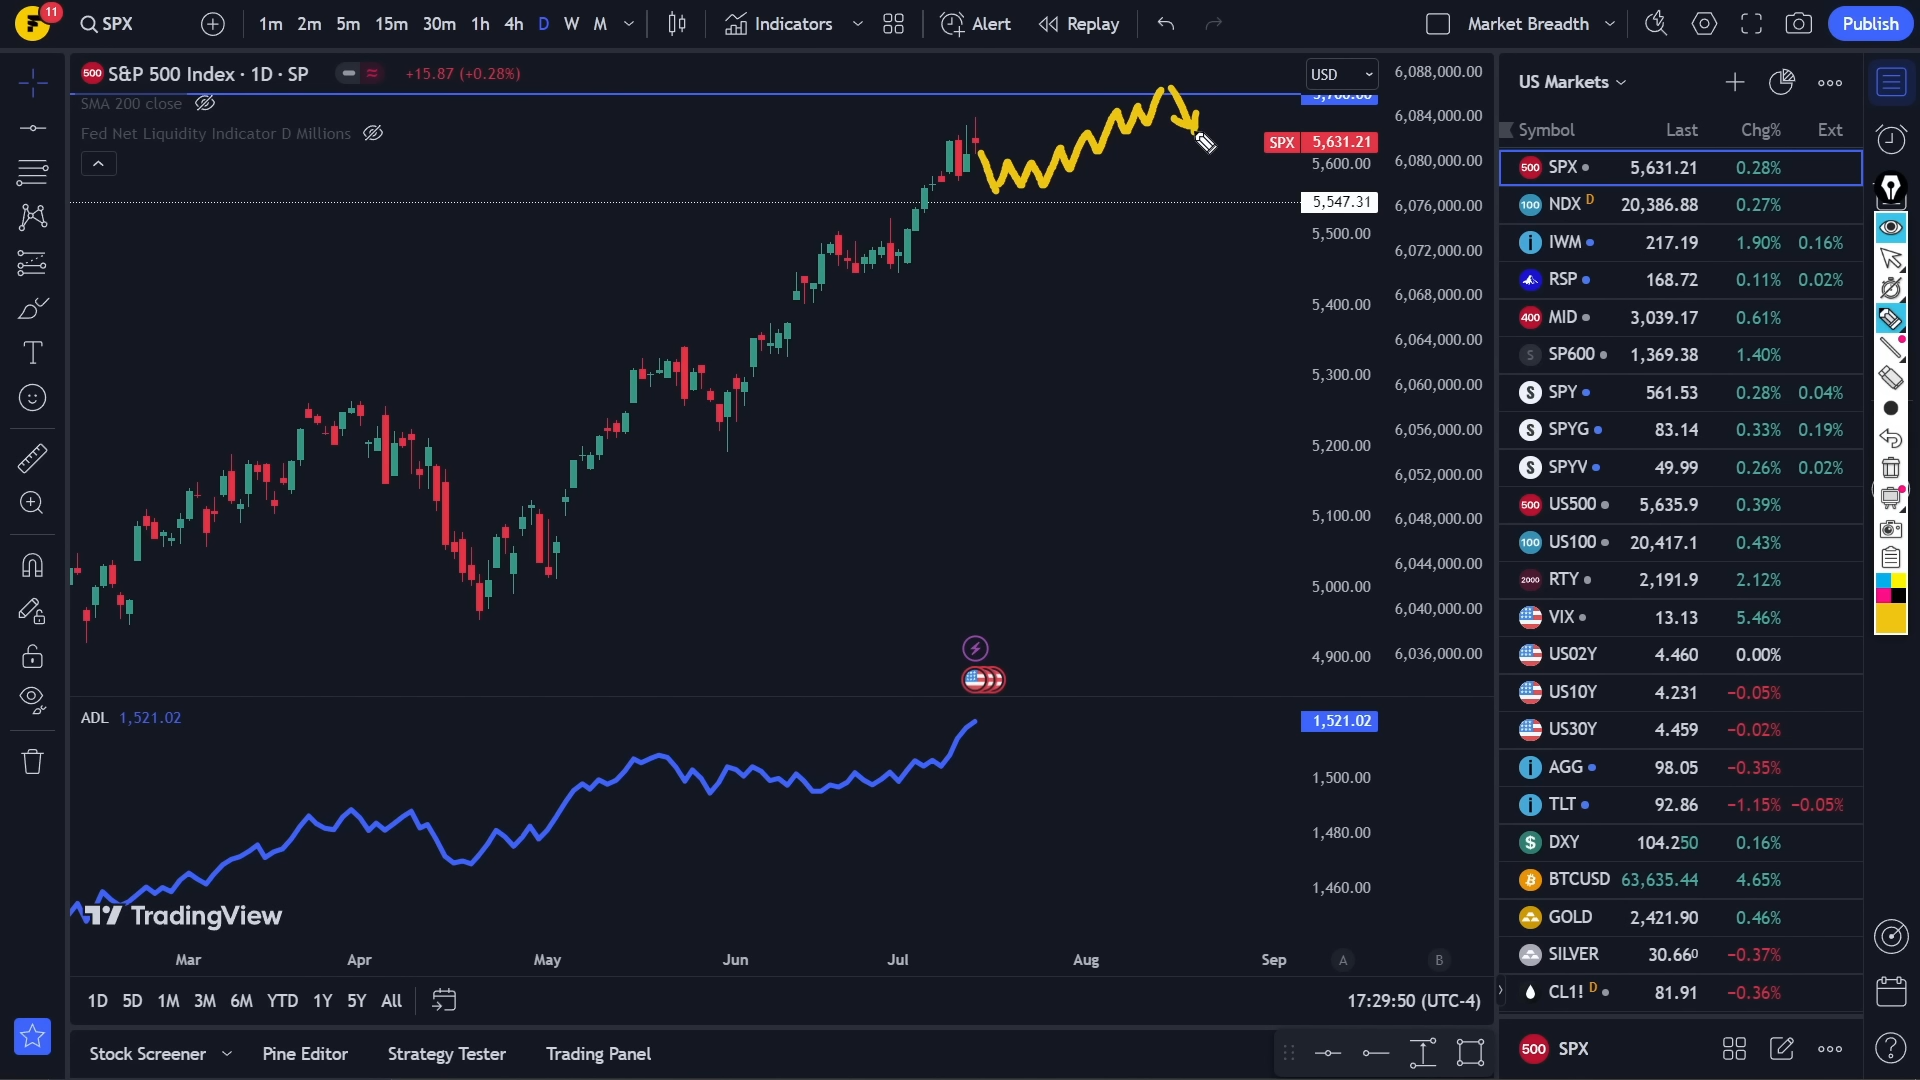 11
SPX
1m 2m 5m 15m 30m 1h 4h D W M
Indicators
Alert
Replay
Market Breadth
Publish
500 S&P 500 Index · 1D · SP
+15.87 (+0.28%)
USD
SMA 200 close
Fed Net Liquidity Indicator D Millions
SPX 5,631.21
5,600.00
5,547.31
5,500.00
5,400.00
5,300.00
5,200.00
5,100.00
5,000.00
4,900.00
6,088,000.00
6,084,000.00
6,080,000.00
6,076,000.00
6,072,000.00
6,068,000.00
6,064,000.00
6,060,000.00
6,056,000.00
6,052,000.00
6,048,000.00
6,044,000.00
6,040,000.00
6,036,000.00
ADL 1,521.02
1,521.02
1,500.00
1,480.00
1,460.00
TradingView
Mar Apr May Jun Jul Aug Sep A B
1D 5D 1M 3M 6M YTD 1Y 5Y All
17:29:50 (UTC-4)
Stock Screener
Pine Editor
Strategy Tester
Trading Panel
US Markets
Symbol Last Chg% Ext
500 SPX 5,631.21 0.28%
100 NDX D 20,386.88 0.27%
IWM 217.19 1.90% 0.16%
RSP 168.72 0.11% 0.02%
400 MID 3,039.17 0.61%
S SP600 1,369.38 1.40%
S SPY 561.53 0.28% 0.04%
S SPYG 83.14 0.33% 0.19%
S SPYV 49.99 0.26% 0.02%
500 US500 5,635.9 0.39%
100 US100 20,417.1 0.43%
2000 RTY 2,191.9 2.12%
VIX 13.13 5.46%
US02Y 4.460 0.00%
US10Y 4.231 −0.05%
US30Y 4.459 −0.02%
AGG 98.05 −0.35%
TLT 92.86 −1.15% −0.05%
$ DXY 104.250 0.16%
BTCUSD 63,635.44 4.65%
GOLD 2,421.90 0.46%
SILVER 30.660 −0.37%
CL1! D 81.91 −0.36%
500 SPX